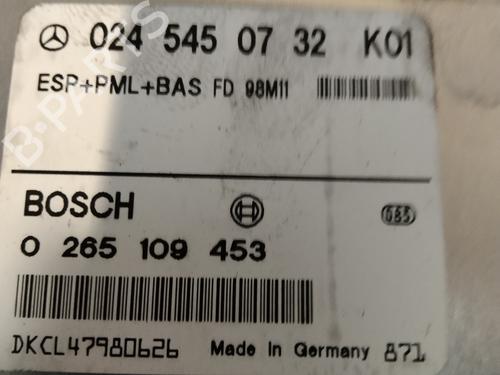 024 545 07 32 K01
ESP+PML+BAS FD 98M11
BOSCH
0 265 109 453
DKCL47980626 Made In Germany 871
B-PARTS